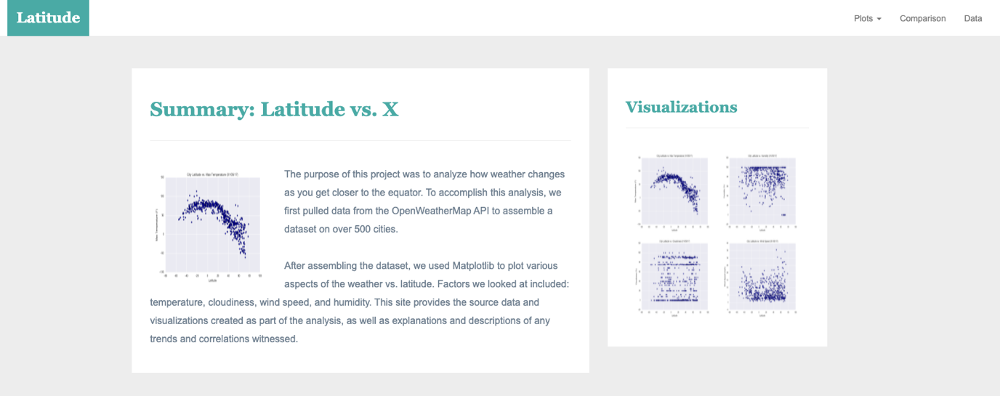 Latitude
Plots
Comparison
Data
Summary: Latitude vs. X
City Latitude vs. Max Temperature (01/09/17)
Latitude
The purpose of this project was to analyze how weather changes
as you get closer to the equator. To accomplish this analysis, we
first pulled data from the OpenWeatherMap API to assemble a
dataset on over 500 cities.
After assembling the dataset, we used Matplotlib to plot various
aspects of the weather vs. latitude. Factors we looked at included:
temperature, cloudiness, wind speed, and humidity. This site provides the source data and
visualizations created as part of the analysis, as well as explanations and descriptions of any
trends and correlations witnessed.
Visualizations